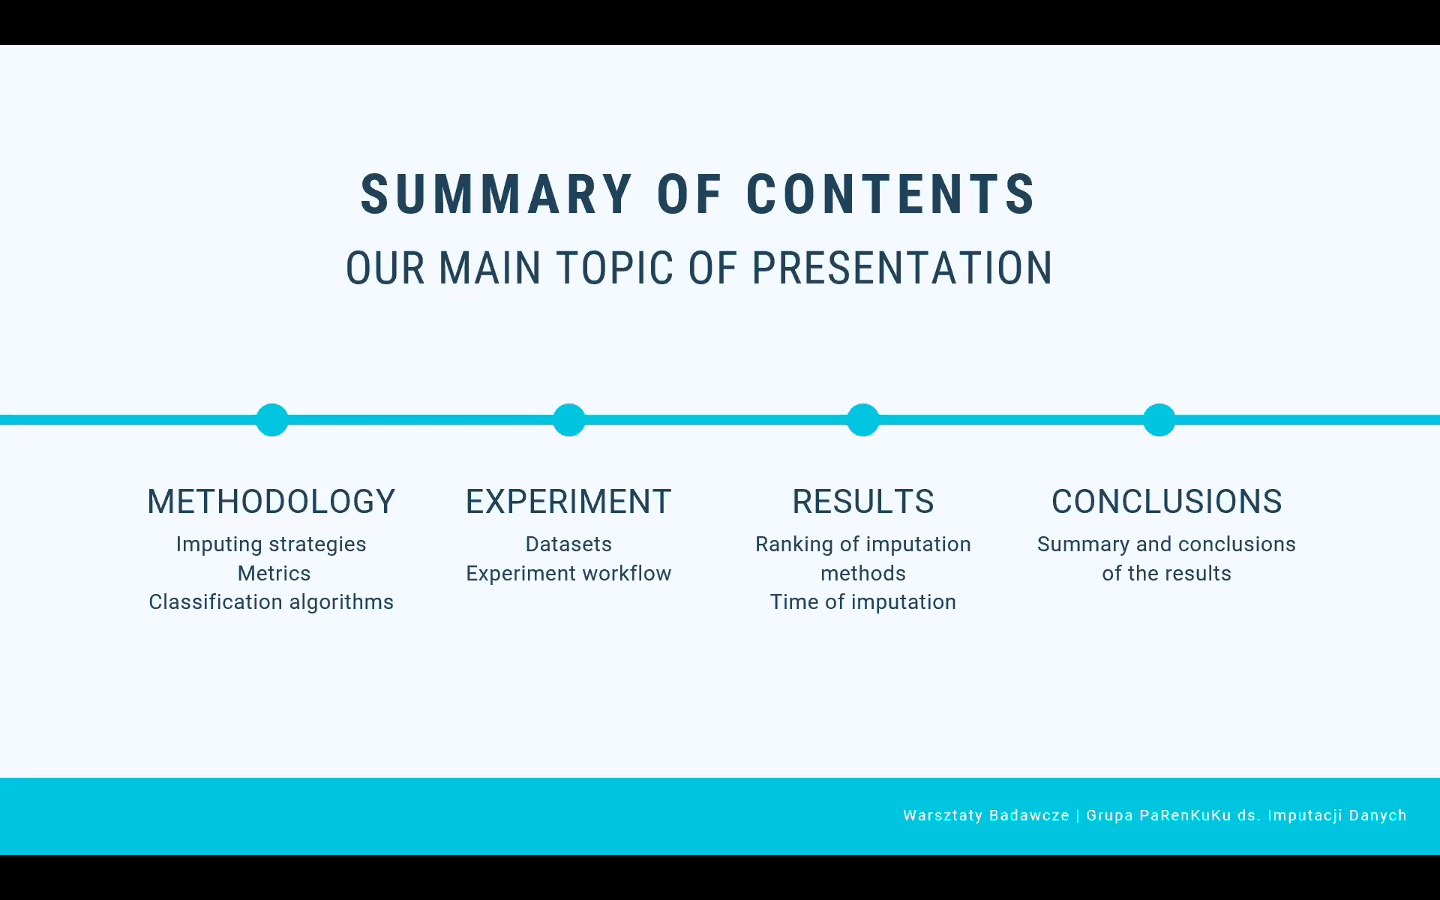 SUMMARY OF CONTENTS
OUR MAIN TOPIC OF PRESENTATION
METHODOLOGY
Imputing strategies
Metrics
Classification algorithms
EXPERIMENT
Datasets
Experiment workflow
RESULTS
Ranking of imputation
methods
Time of imputation
CONCLUSIONS
Summary and conclusions
of the results
Warsztaty Badawcze | Grupa PaRenKuKu ds. Imputacji Danych